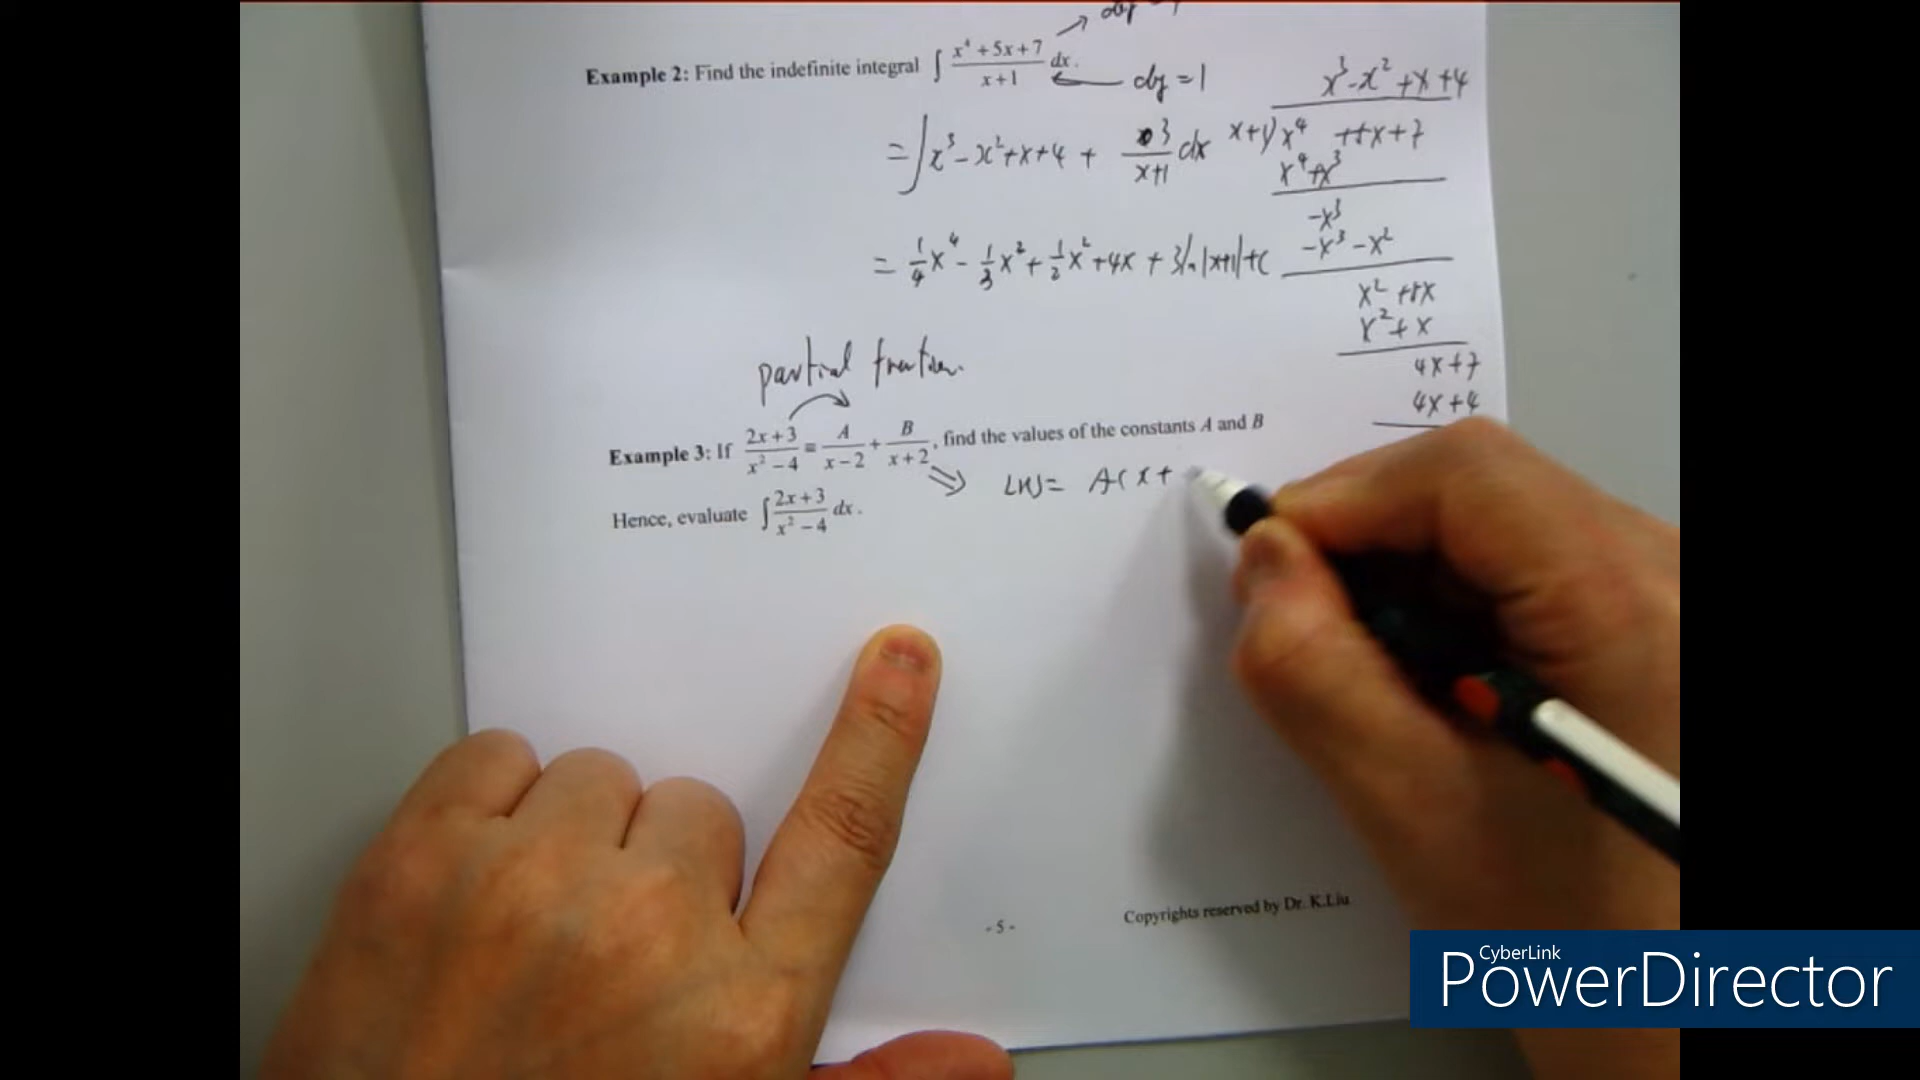 Example 2: Find the indefinite integral ∫ (x⁴ + 5x + 7)/(x + 1) dx.
deg = 1
x³ - x² + x + 4
= ∫ x³ - x² + x + 4 + 3/(x+1) dx
x+1) x⁴ +5x+7
x⁴ + x³
-x³
-x³ - x²
= 1/4 x⁴ - 1/3 x³ + 1/2 x² + 4x + 3 ln |x+1| + C
x² + 5x
x² + x
4x + 7
4x + 4
partial fraction.
Example 3: If (2x + 3)/(x² - 4) ≡ A/(x - 2) + B/(x + 2), find the values of the constants A and B
⇒ LHS = A(x +
Hence, evaluate ∫ (2x + 3)/(x² - 4) dx.
- 5 -
Copyrights reserved by Dr. K.Liu
CyberLink
PowerDirector